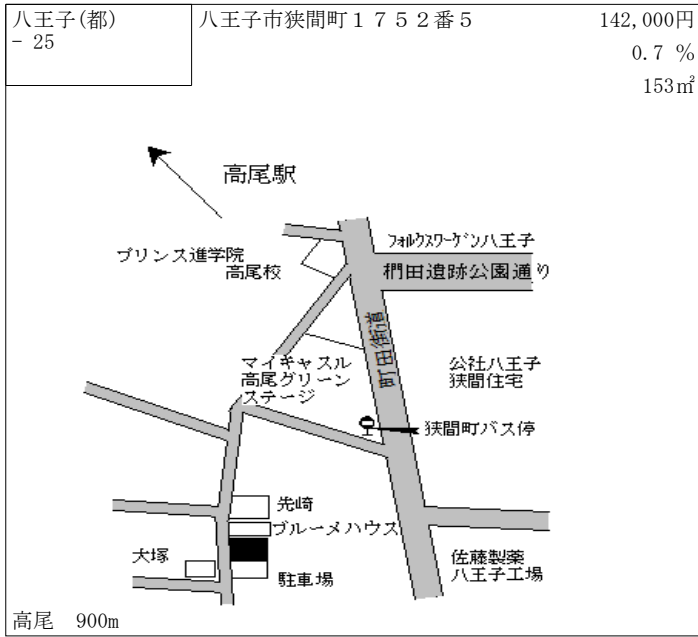 八王子(都)
- 25
八王子市狭間町１７５２番５
142,000円
0.7 %
153㎡
高尾駅
プリンス進学院
高尾校
ﾌｫﾙｸｽﾜｰｹﾞﾝ八王子
椚田遺跡公園通り
町田街道
マイキャスル
高尾グリーン
ステージ
公社八王子
狭間住宅
狭間町バス停
先崎
ブルーメハウス
大塚
駐車場
佐藤製薬
八王子工場
高尾　900m